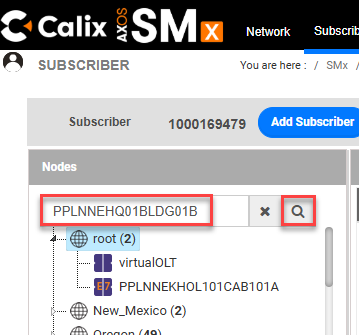 Calix AXOS SMx Network Subscrib
SUBSCRIBER You are here : / SMx /
Subscriber 1000169479 Add Subscriber
Nodes
PPLNNEHQ01BLDG01B
root (2)
virtualOLT
E7 PPLNNEKHOL101CAB101A
New_Mexico (2)
Oregon (49)